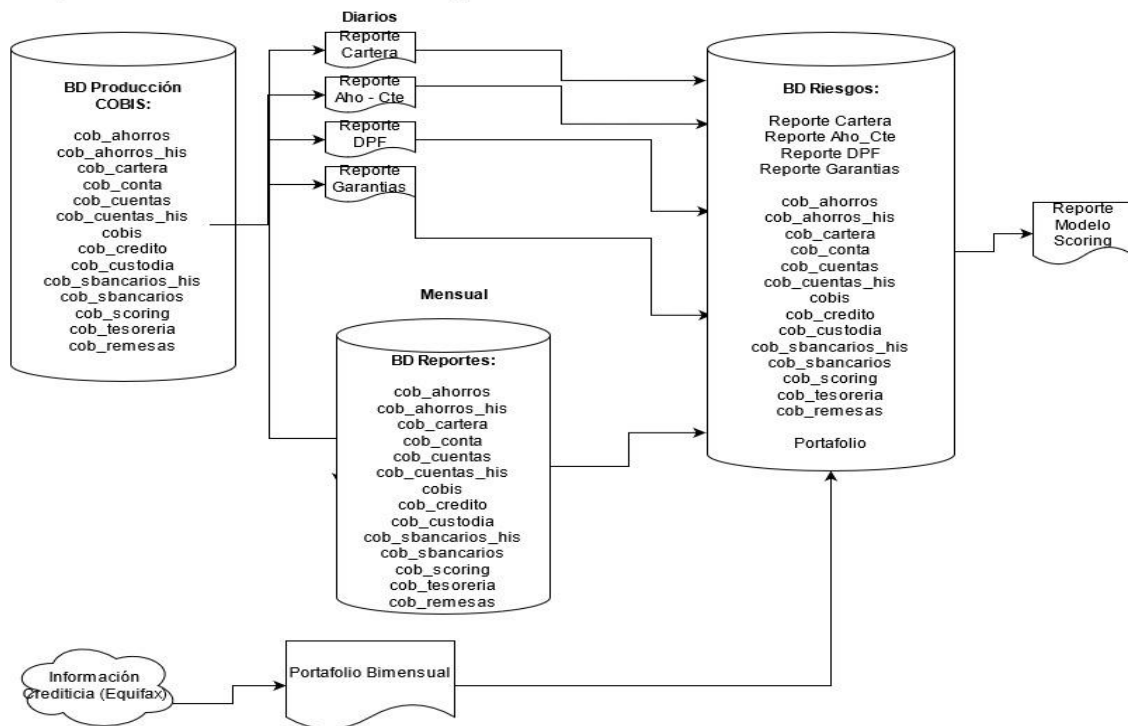 Diarios
BD Producción
COBIS:
cob_ahorros
cob_ahorros_his
cob_cartera
cob_conta
cob_cuentas
cob_cuentas_his
cobis
cob_credito
cob_custodia
cob_sbancarios_his
cob_sbancarios
cob_scoring
cob_tesoreria
cob_remesas
Reporte
Cartera
Reporte
Aho - Cte
Reporte
DPF
Reporte
Garantias
Mensual
BD Reportes:
cob_ahorros
cob_ahorros_his
cob_cartera
cob_conta
cob_cuentas
cob_cuentas_his
cobis
cob_credito
cob_custodia
cob_sbancarios_his
cob_sbancarios
cob_scoring
cob_tesoreria
cob_remesas
BD Riesgos:
Reporte Cartera
Reporte Aho_Cte
Reporte DPF
Reporte Garantias
cob_ahorros
cob_ahorros_his
cob_cartera
cob_conta
cob_cuentas
cob_cuentas_his
cobis
cob_credito
cob_custodia
cob_sbancarios_his
cob_sbancarios
cob_scoring
cob_tesoreria
cob_remesas
Portafolio
Reporte
Modelo
Scoring
Información
Crediticia (Equifax)
Portafolio Bimensual